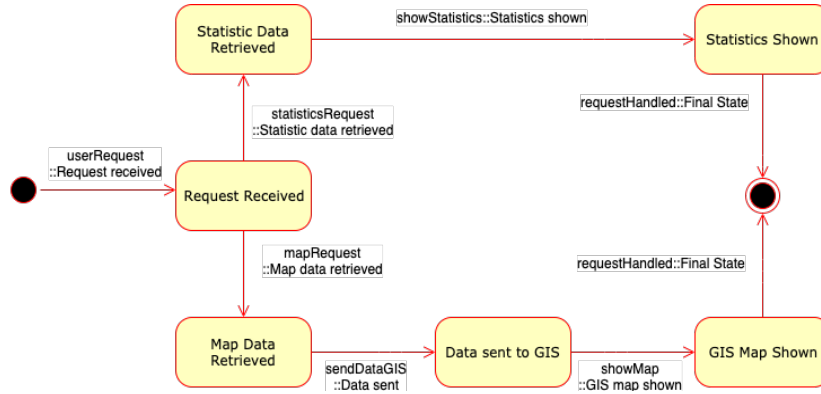 Statistic Data
Retrieved
showStatistics::Statistics shown
Statistics Shown
statisticsRequest
::Statistic data retrieved
requestHandled::Final State
userRequest
::Request received
Request Received
mapRequest
::Map data retrieved
requestHandled::Final State
Map Data
Retrieved
sendDataGIS
::Data sent
Data sent to GIS
showMap
::GIS map shown
GIS Map Shown